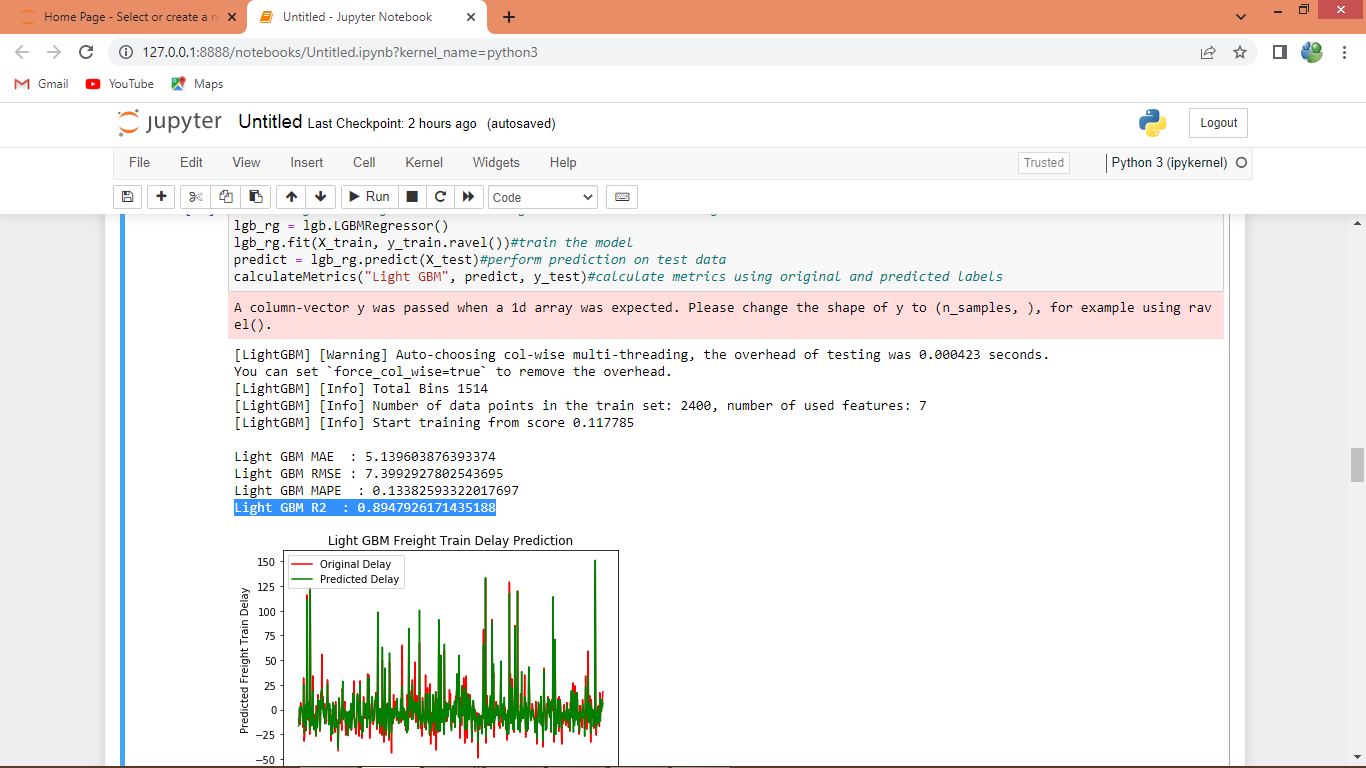 Home Page - Select or create a n
Untitled - Jupyter Notebook
127.0.0.1:8888/notebooks/Untitled.ipynb?kernel_name=python3
Gmail
YouTube
Maps
jupyter Untitled Last Checkpoint: 2 hours ago (autosaved)
Logout
File Edit View Insert Cell Kernel Widgets Help
Trusted
Python 3 (ipykernel)
Run
Code
lgb_rg = lgb.LGBMRegressor()
lgb_rg.fit(X_train, y_train.ravel())#train the model
predict = lgb_rg.predict(X_test)#perform prediction on test data
calculateMetrics("Light GBM", predict, y_test)#calculate metrics using original and predicted labels
A column-vector y was passed when a 1d array was expected. Please change the shape of y to (n_samples, ), for example using rav
el().
[LightGBM] [Warning] Auto-choosing col-wise multi-threading, the overhead of testing was 0.000423 seconds.
You can set `force_col_wise=true` to remove the overhead.
[LightGBM] [Info] Total Bins 1514
[LightGBM] [Info] Number of data points in the train set: 2400, number of used features: 7
[LightGBM] [Info] Start training from score 0.117785
Light GBM MAE  : 5.139603876393374
Light GBM RMSE : 7.3992927802543695
Light GBM MAPE  : 0.13382593322017697
Light GBM R2  : 0.8947926171435188
Light GBM Freight Train Delay Prediction
Original Delay
Predicted Delay
Predicted Freight Train Delay
150
125
100
75
50
25
0
−25
−50